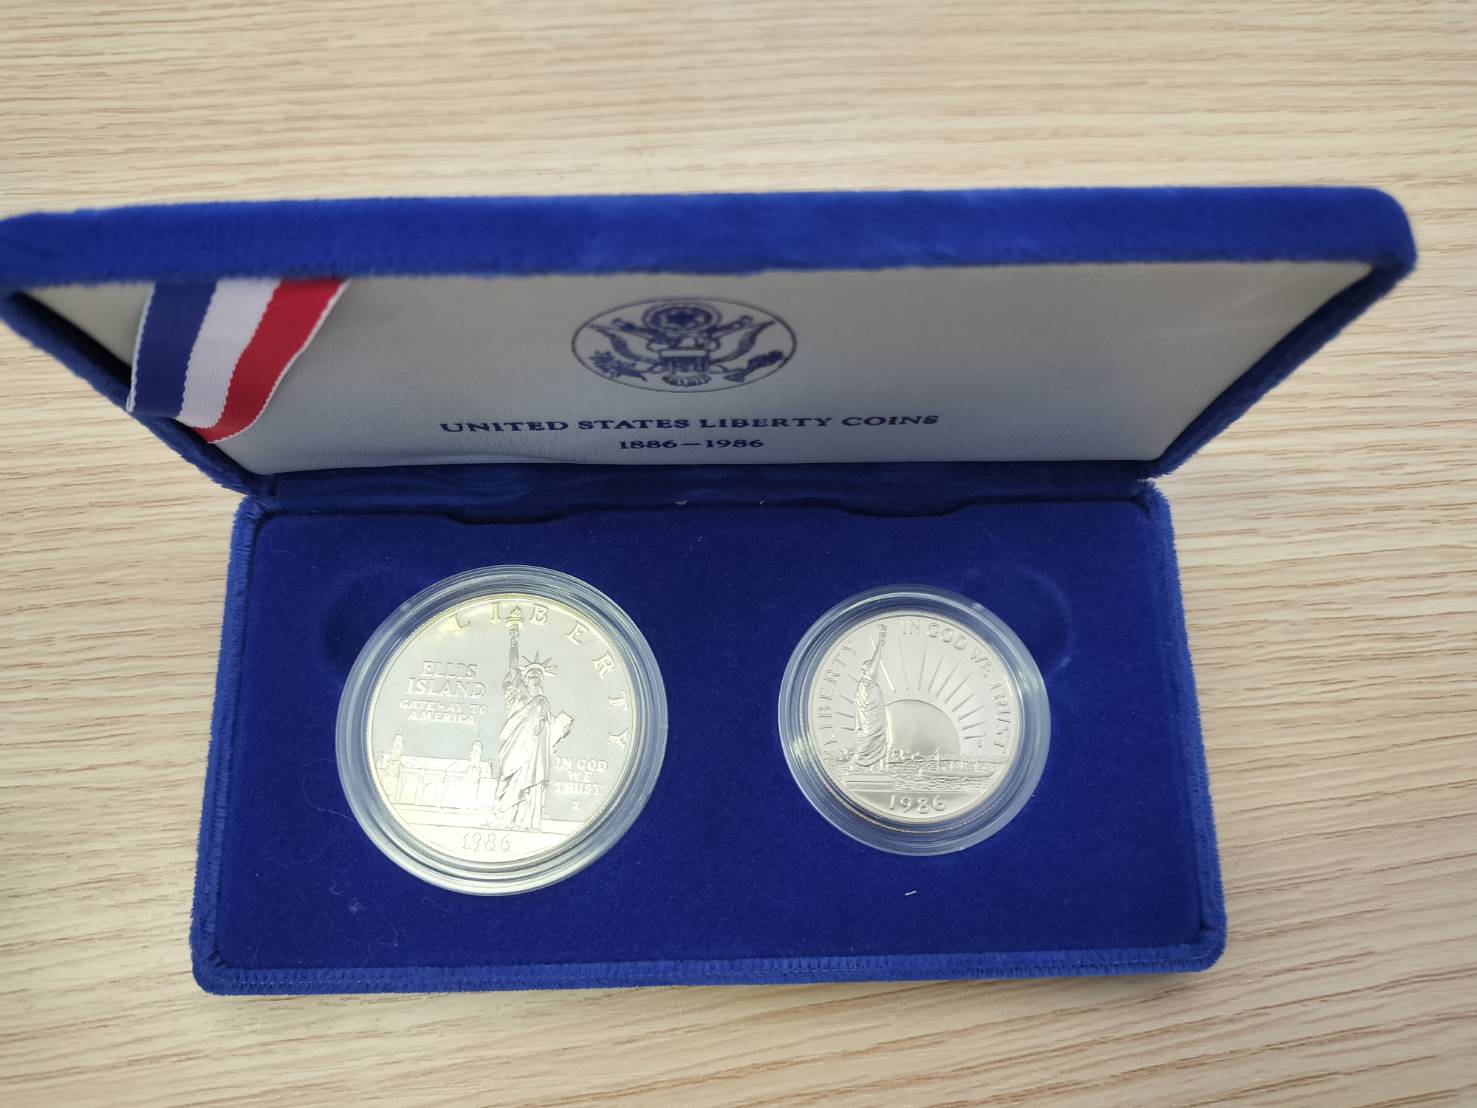 UNITED STATES LIBERTY COINS
1886-1986
LIBERTY
ELLIS
ISLAND
GATEWAY TO
AMERICA
IN GOD
WE
TRUST
S
1986
LIBERTY
IN GOD WE TRUST
1986